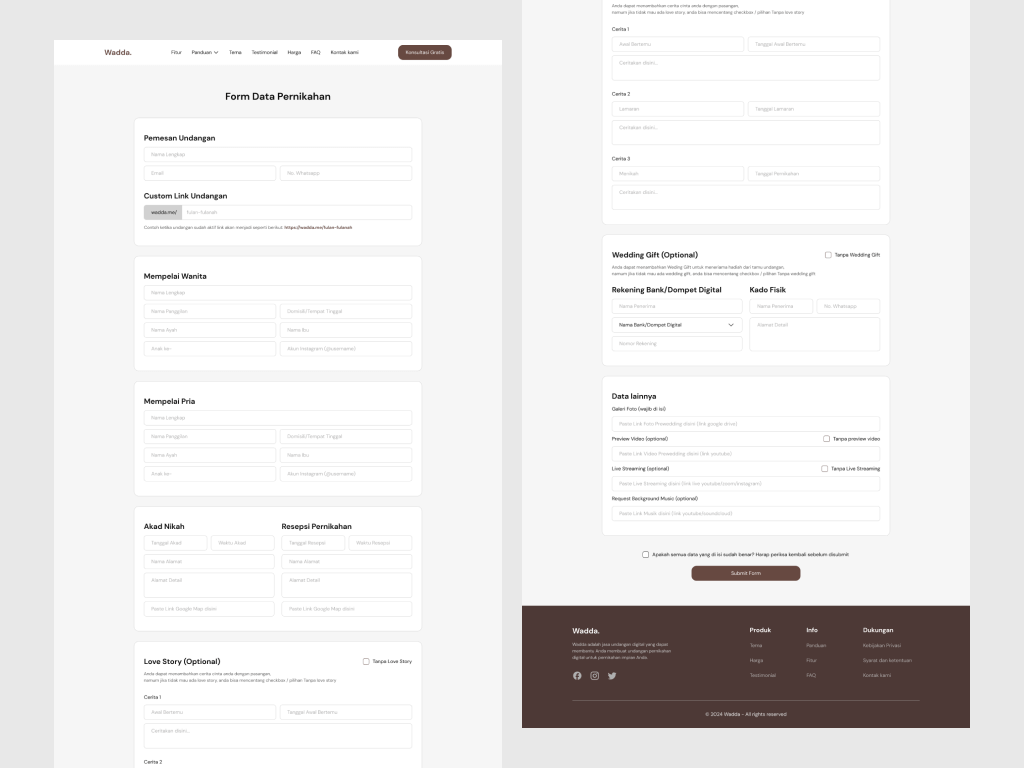 Wadda.
Fitur
Panduan
Tema
Testimonial
Harga
FAQ
Kontak kami
Konsultasi Gratis
Form Data Pernikahan
Pemesan Undangan
Nama Lengkap
Email
No. Whatsapp
Custom Link Undangan
wadda.me/
fulan-fulanah
Contoh ketika undangan sudah aktif link akan menjadi seperti berikut: https://wadda.me/fulan-fulanah
Mempelai Wanita
Nama Lengkap
Nama Panggilan
Domisili/Tempat Tinggal
Nama Ayah
Nama Ibu
Anak ke-
Akun Instagram (@username)
Mempelai Pria
Nama Lengkap
Nama Panggilan
Domisili/Tempat Tinggal
Nama Ayah
Nama Ibu
Anak ke-
Akun Instagram (@username)
Akad Nikah
Resepsi Pernikahan
Tanggal Akad
Waktu Akad
Tanggal Resepsi
Waktu Resepsi
Nama Alamat
Nama Alamat
Alamat Detail
Alamat Detail
Paste Link Google Map disini
Paste Link Google Map disini
Love Story (Optional)
Tanpa Love Story
Anda dapat menambahkan cerita cinta anda dengan pasangan,
namun jika tidak mau ada love story, anda bisa mencentang checkbox / pilihan Tanpa love story
Cerita 1
Awal Bertemu
Tanggal Awal Bertemu
Ceritakan disini...
Cerita 2
Anda dapat menambahkan cerita cinta anda dengan pasangan,
namun jika tidak mau ada love story, anda bisa mencentang checkbox / pilihan Tanpa love story
Cerita 1
Awal Bertemu
Tanggal Awal Bertemu
Ceritakan disini...
Cerita 2
Lamaran
Tanggal Lamaran
Ceritakan disini...
Cerita 3
Menikah
Tanggal Pernikahan
Ceritakan disini...
Wedding Gift (Optional)
Tanpa Wedding Gift
Anda dapat menambahkan Weding Gift untuk menerima hadiah dari tamu undangan,
namun jika tidak mau ada wedding gift, anda bisa mencentang checkbox / pilihan Tanpa wedding gift
Rekening Bank/Dompet Digital
Kado Fisik
Nama Penerima
Nama Penerima
No. Whatsapp
Nama Bank/Dompet Digital
Alamat Detail
Nomor Rekening
Data lainnya
Galeri Foto (wajib di isi)
Paste Link Foto Prewedding disini (link google drive)
Preview Video (optional)
Tanpa preview video
Paste Link Video Prewedding disini (link youtube)
Live Streaming (optional)
Tanpa Live Streaming
Paste Live Streaming disini (link live youtube/zoom/instagram)
Request Background Music (optional)
Paste Link Musik disini (link youtube/soundcloud)
Apakah semua data yang di isi sudah benar? Harap periksa kembali sebelum disubmit
Submit Form
Wadda.
Wadda adalah jasa undangan digital yang dapat
membantu Anda membuat undangan pernikahan
digital untuk pernikahan impian Anda.
Produk
Tema
Harga
Testimonial
Info
Panduan
Fitur
FAQ
Dukungan
Kebijakan Privasi
Syarat dan ketentuan
Kontak kami
© 2024 Wadda - All rights reserved